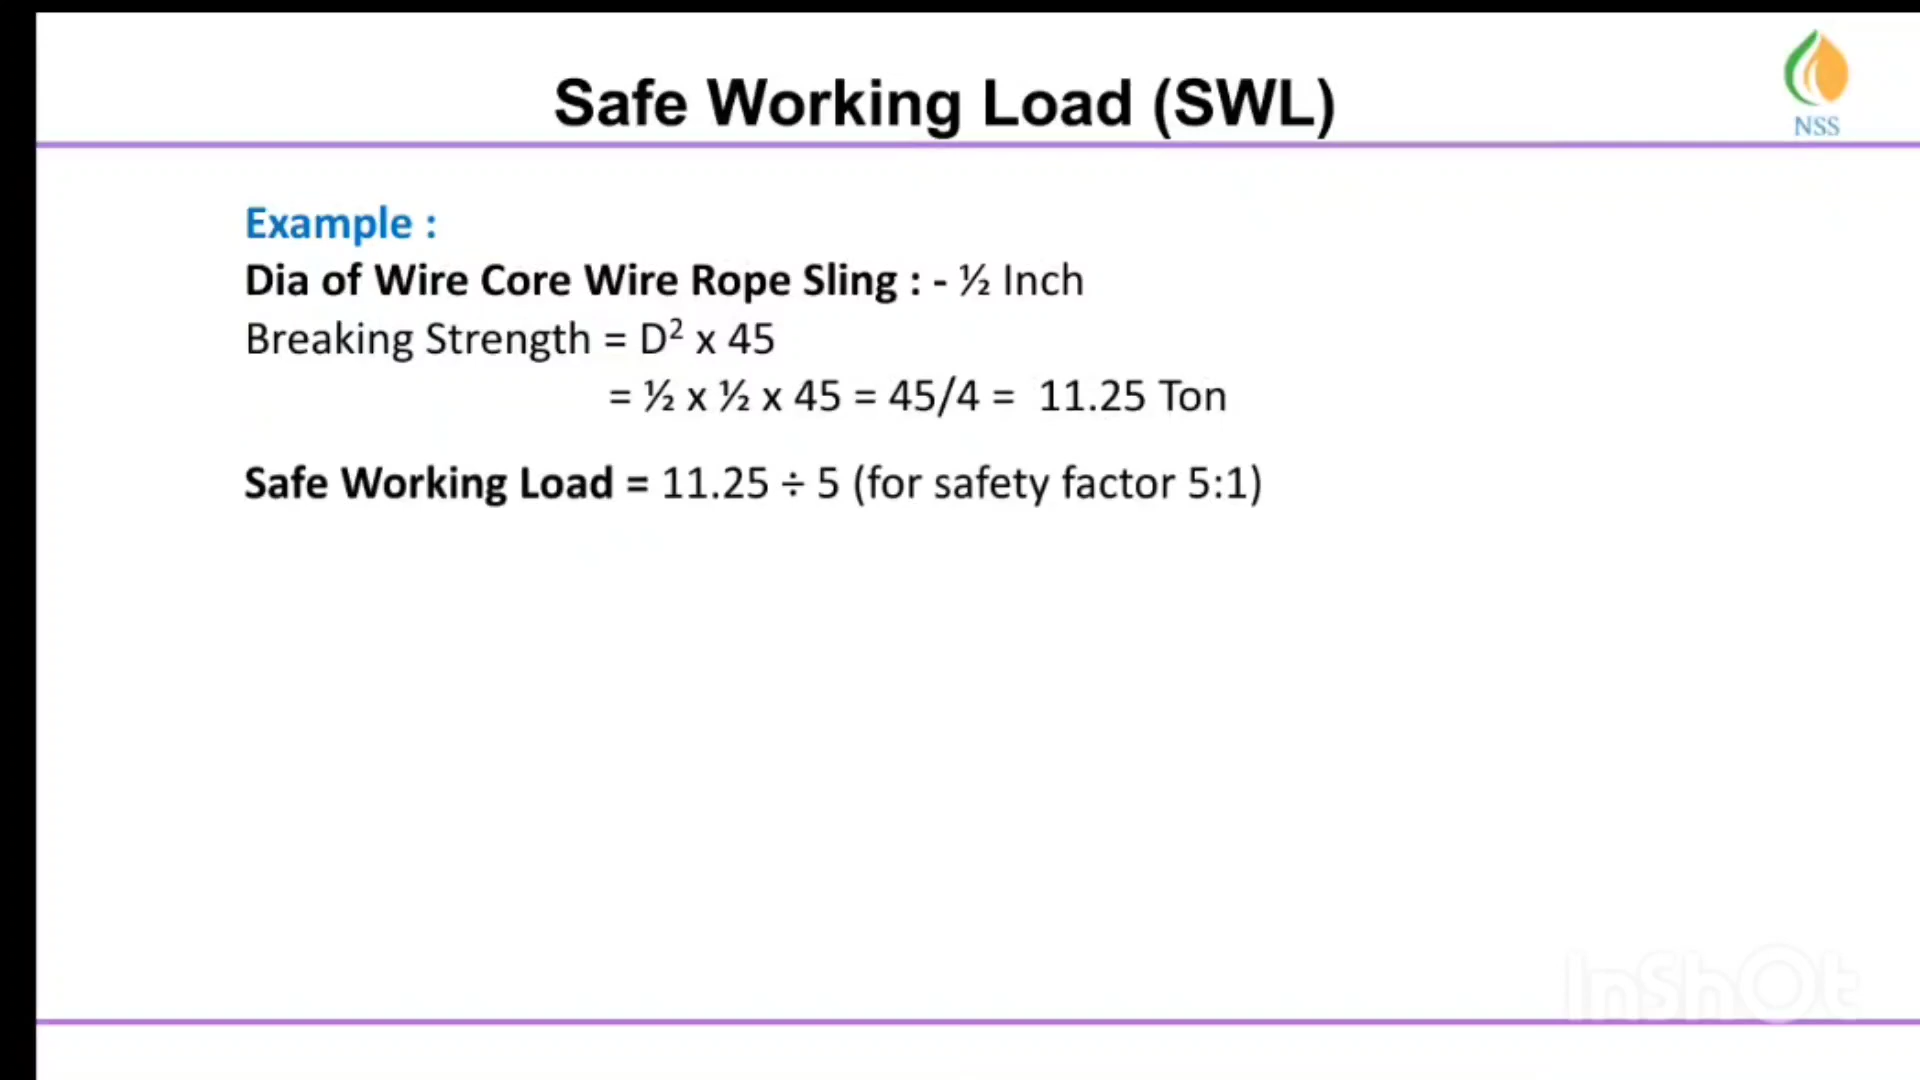 Safe Working Load (SWL)
NSS
Example :
Dia of Wire Core Wire Rope Sling : - ½ Inch
Breaking Strength = D² x 45
= ½ x ½ x 45 = 45/4 = 11.25 Ton
Safe Working Load = 11.25 ÷ 5 (for safety factor 5:1)
InShOt